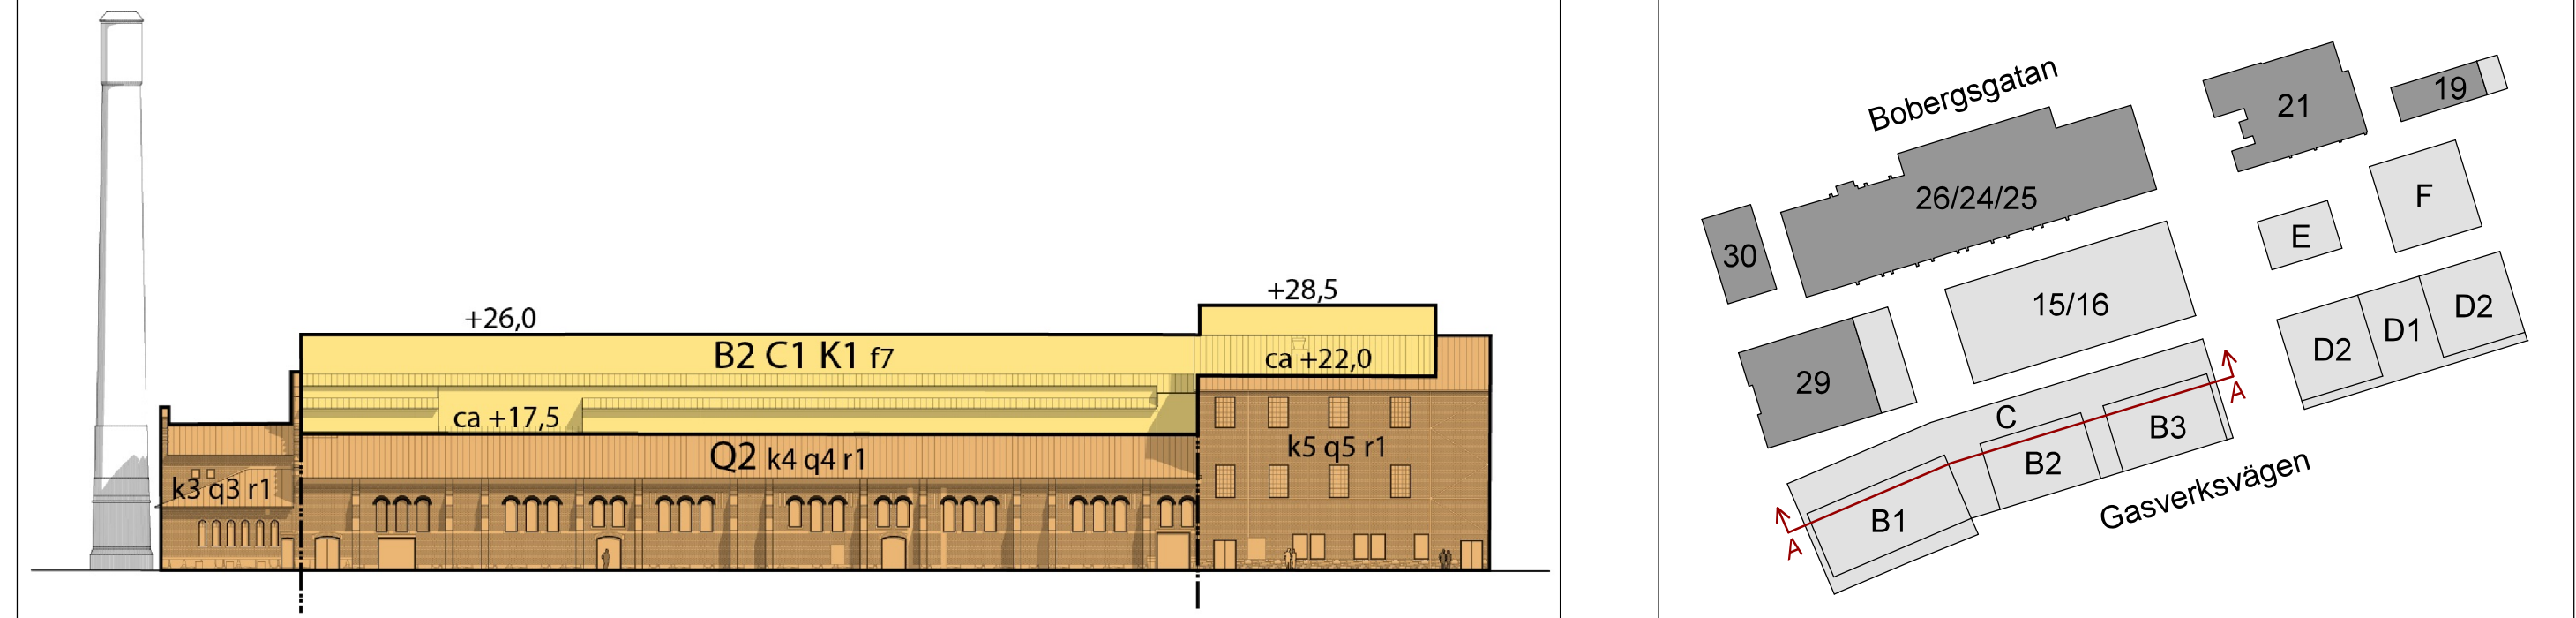 +28,5
+26,0
B2 C1 K1 f7
ca +22,0
ca +17,5
k5 q5 r1
Q2 k4 q4 r1
k3 q3 r1
Bobergsgatan
21
19
26/24/25
30
F
E
15/16
D2
D1
D2
29
C
A
B3
B2
B1
A
Gasverksvägen